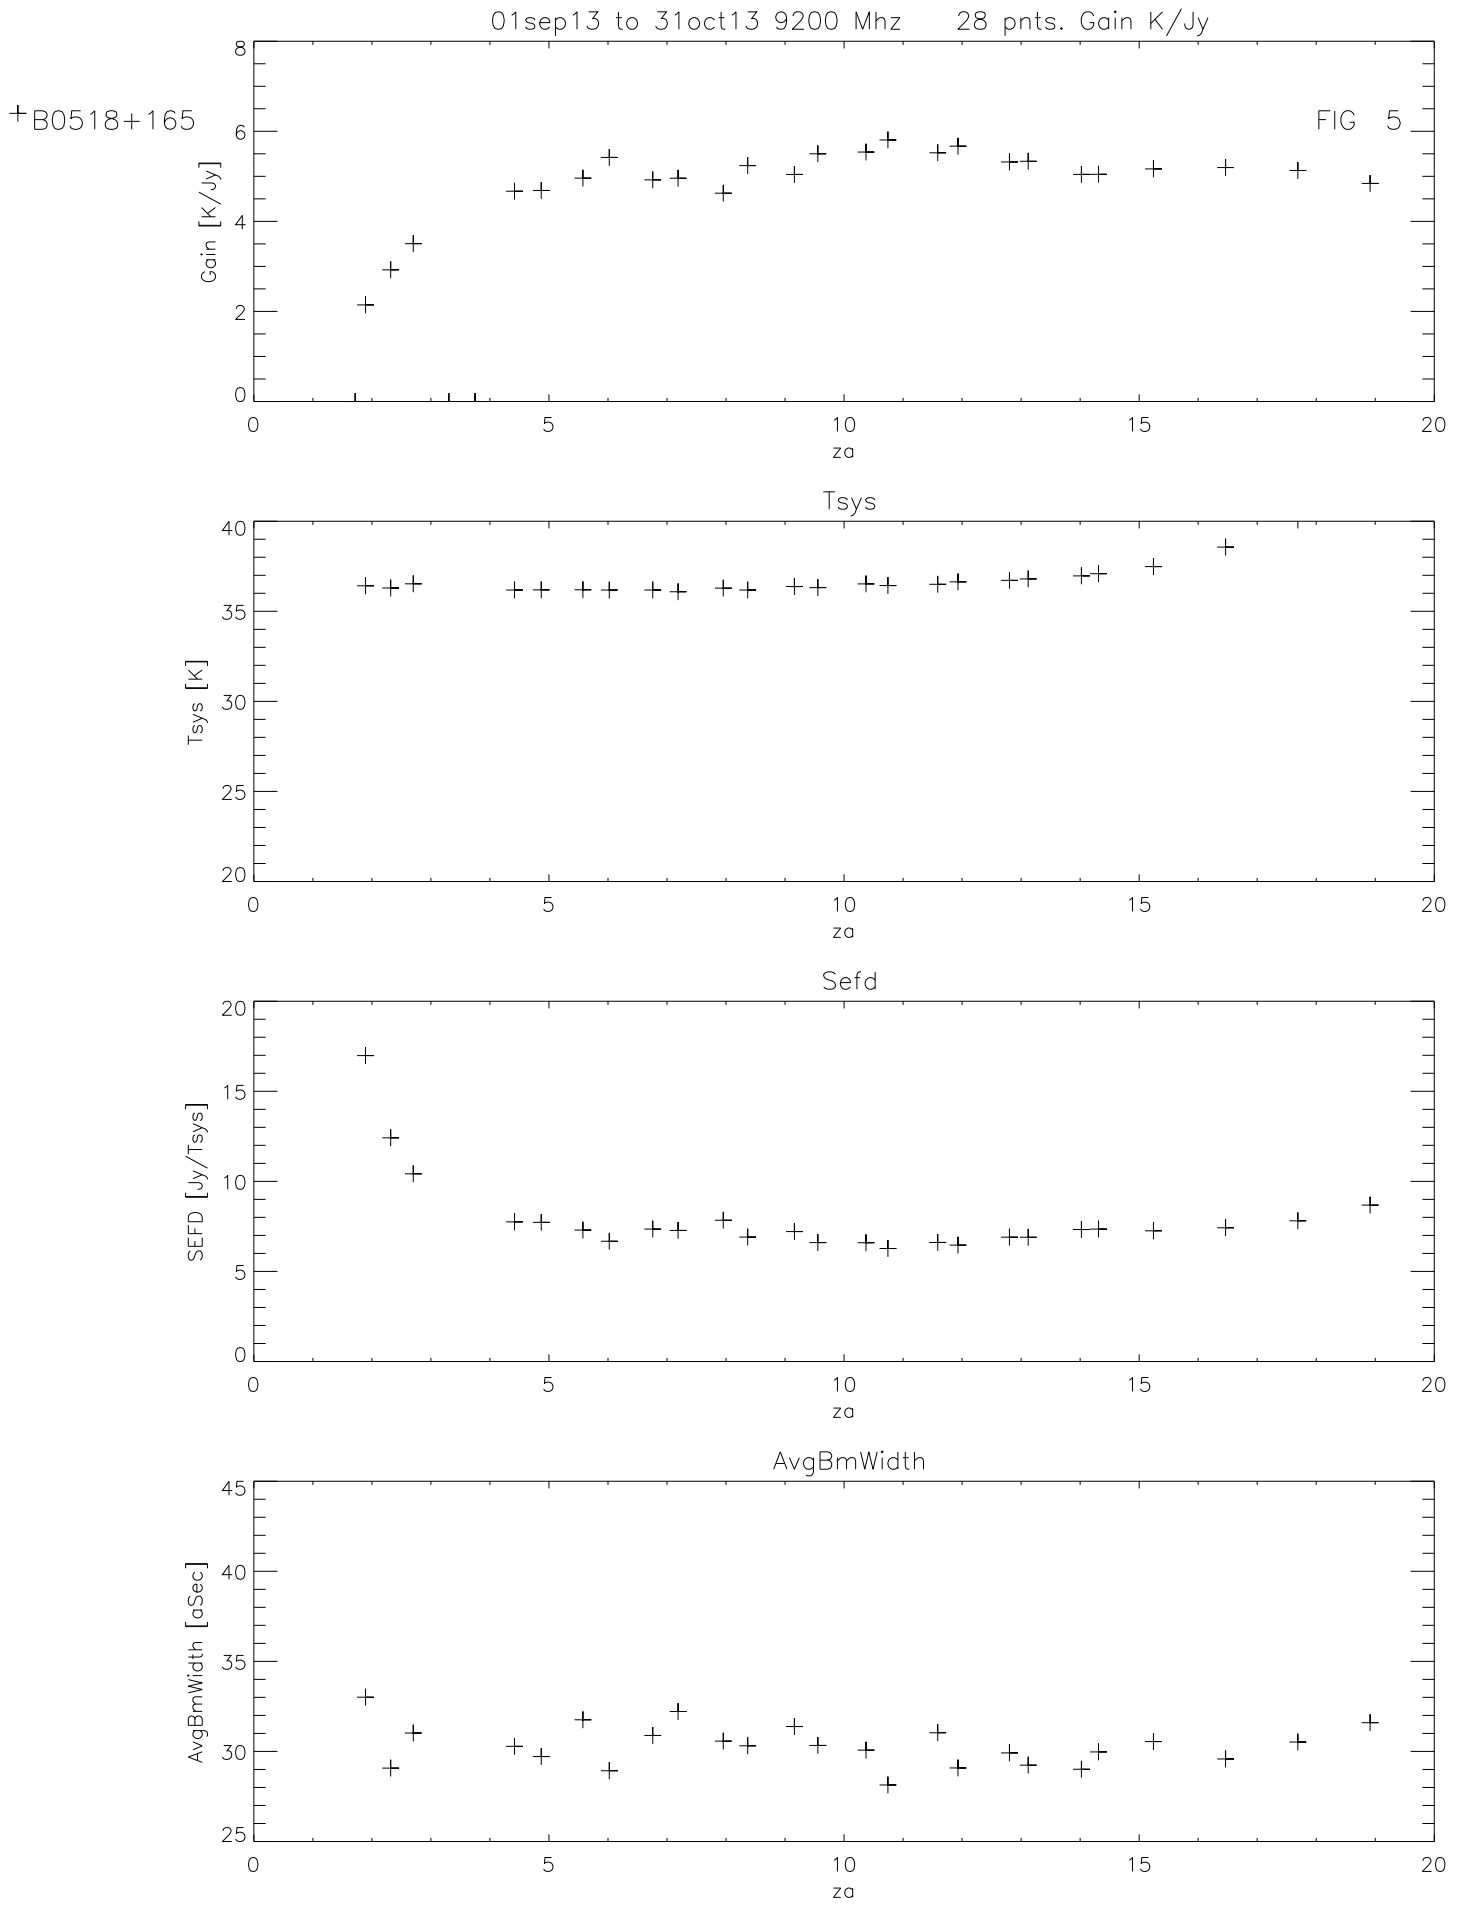 01sep13 to 31oct13 9200 Mhz 28 pnts. Gain K/Jy
+B0518+165
FIG 5
Gain [K/Jy]
8
6
4
2
0
0 5 10 15 20
za
Tsys
Tsys [K]
40
35
30
25
20
0 5 10 15 20
za
Sefd
SEFD [Jy/Tsys]
20
15
10
5
0
0 5 10 15 20
za
AvgBmWidth
AvgBmWidth [aSec]
45
40
35
30
25
0 5 10 15 20
za